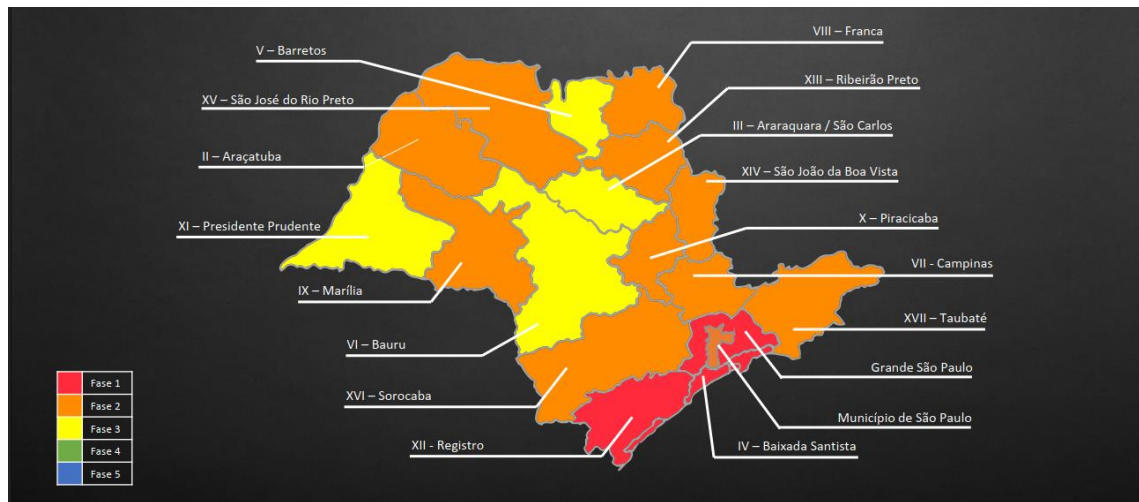 VIII – Franca
V – Barretos
XIII – Ribeirão Preto
XV – São José do Rio Preto
III – Araraquara / São Carlos
II – Araçatuba
XIV – São João da Boa Vista
XI – Presidente Prudente
X – Piracicaba
VII - Campinas
IX – Marília
XVII – Taubaté
VI – Bauru
Grande São Paulo
XVI – Sorocaba
Município de São Paulo
XII - Registro
IV – Baixada Santista
Fase 1
Fase 2
Fase 3
Fase 4
Fase 5